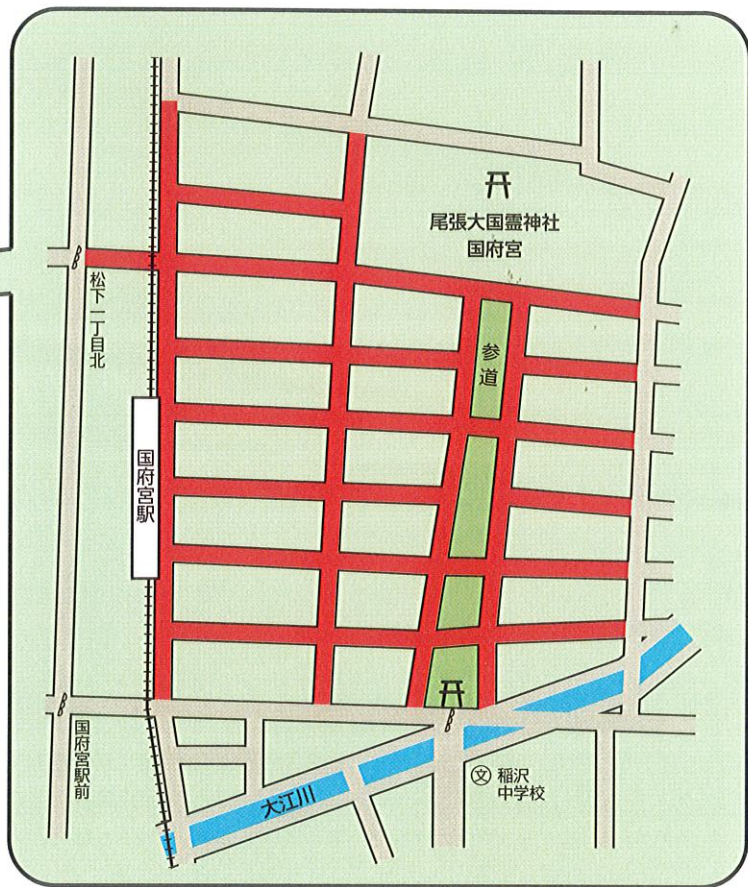 尾張大国霊神社
国府宮
松下一丁目北
参道
国府宮駅
国府宮駅前
大江川
文 稲沢
中学校